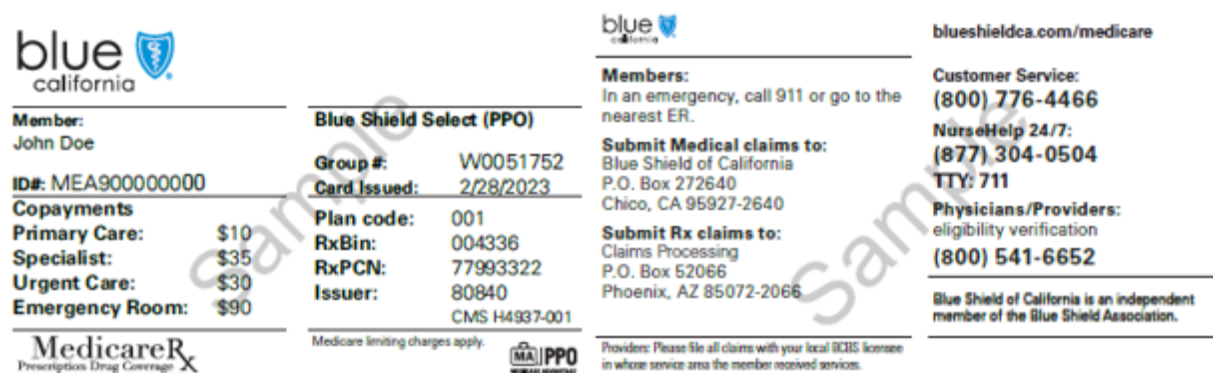 blue
california
Member:
John Doe
ID#: MEA900000000
Copayments
Primary Care: $10
Specialist: $35
Urgent Care: $30
Emergency Room: $90
MedicareRx
Prescription Drug Coverage
Blue Shield Select (PPO)
Group #: W0051752
Card Issued: 2/28/2023
Plan code: 001
RxBin: 004336
RxPCN: 77993322
Issuer: 80840
CMS H4937-001
Medicare limiting charges apply.
MA PPO
MEDICARE ADVANTAGE
Sample
blue
california
Members:
In an emergency, call 911 or go to the
nearest ER.
Submit Medical claims to:
Blue Shield of California
P.O. Box 272640
Chico, CA 95927-2640
Submit Rx claims to:
Claims Processing
P.O. Box 52066
Phoenix, AZ 85072-2066
Providers: Please file all claims with your local BCBS licensee
in whose service area the member received services.
blueshieldca.com/medicare
Customer Service:
(800) 776-4466
NurseHelp 24/7:
(877) 304-0504
TTY: 711
Physicians/Providers:
eligibility verification
(800) 541-6652
Blue Shield of California is an independent
member of the Blue Shield Association.
Sample